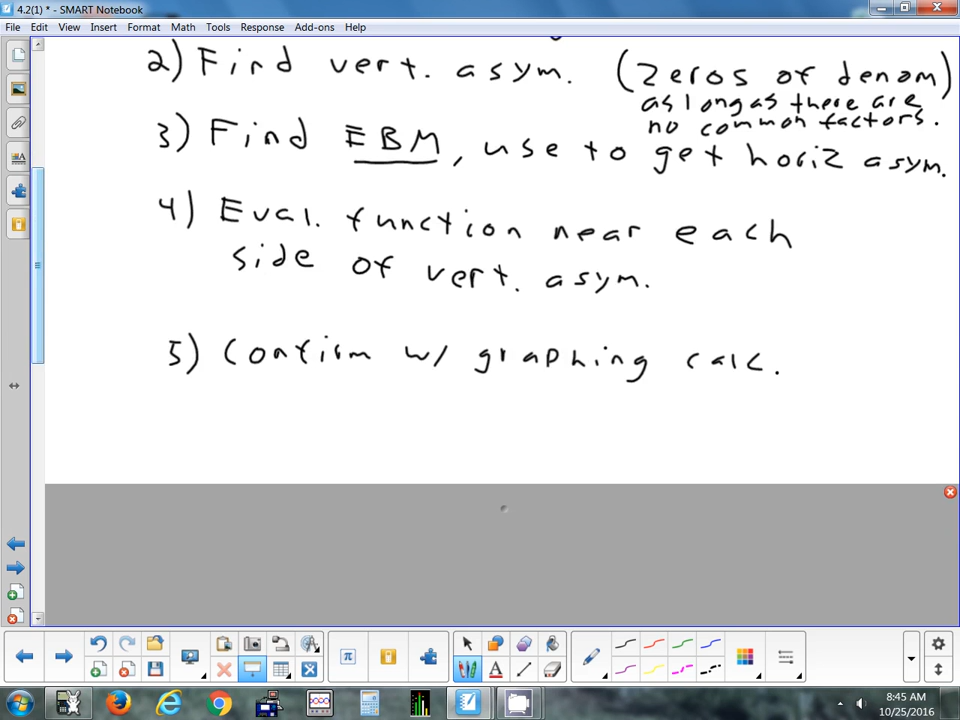 4.2(1) * - SMART Notebook
File Edit View Insert Format Math Tools Response Add-ons Help
2) Find vert. asym. (Zeros of denom)
as long as there are
no common factors.
3) Find EBM, use to get horiz asym.
4) Eval. function near each
side of vert. asym.
5) Confirm w/ graphing calc.
8:45 AM
10/25/2016